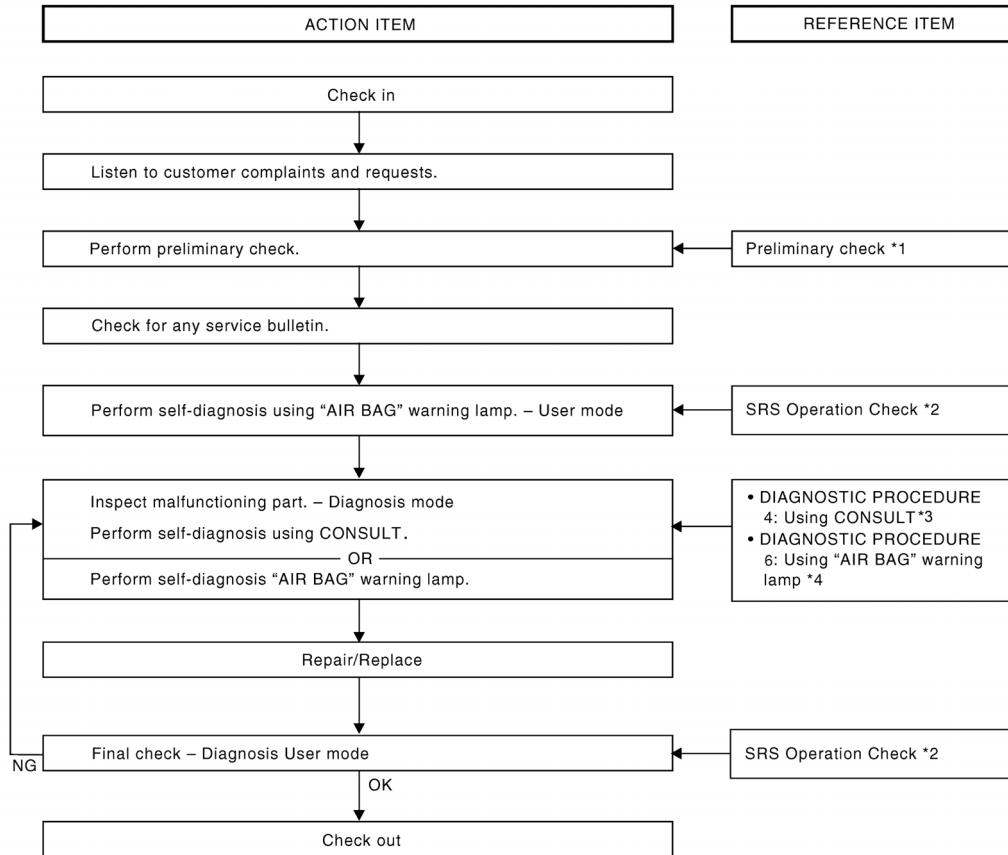 ACTION ITEM
REFERENCE ITEM
Check in
Listen to customer complaints and requests.
Perform preliminary check.
Preliminary check *1
Check for any service bulletin.
Perform self-diagnosis using “AIR BAG” warning lamp. – User mode
SRS Operation Check *2
Inspect malfunctioning part. – Diagnosis mode
Perform self-diagnosis using CONSULT.
OR
Perform self-diagnosis “AIR BAG” warning lamp.
• DIAGNOSTIC PROCEDURE
4: Using CONSULT*3
• DIAGNOSTIC PROCEDURE
6: Using “AIR BAG” warning
lamp *4
Repair/Replace
Final check – Diagnosis User mode
SRS Operation Check *2
NG
OK
Check out